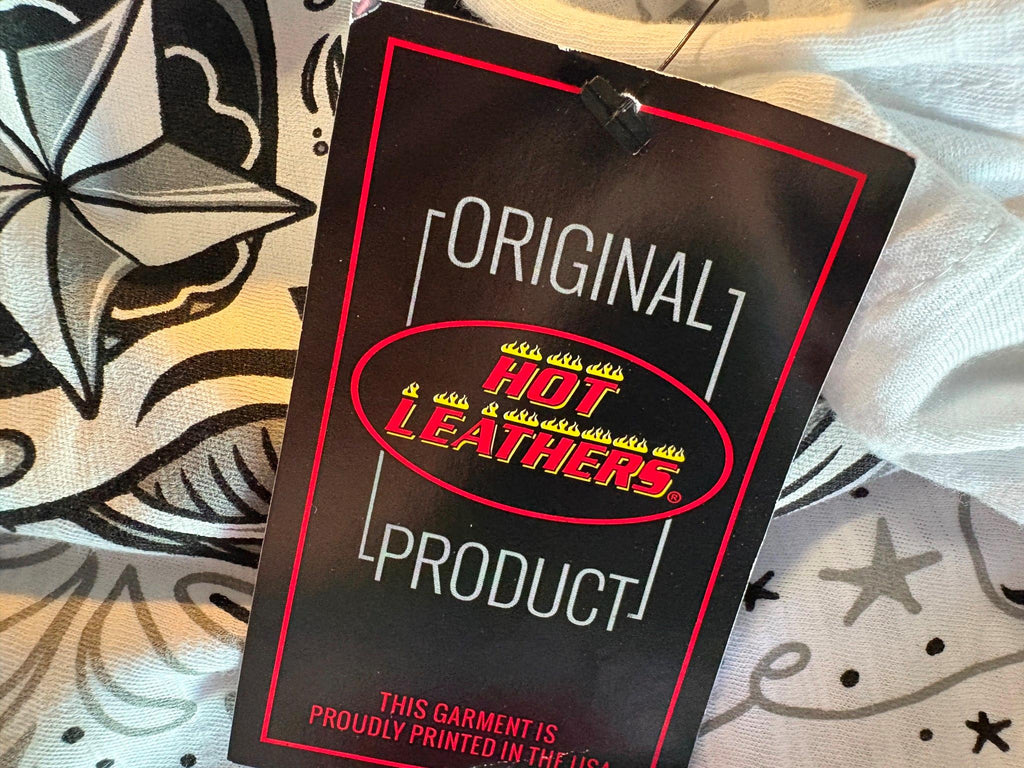 ORIGINAL
HOT
LEATHERS®
PRODUCT
THIS GARMENT IS
PROUDLY PRINTED IN THE USA